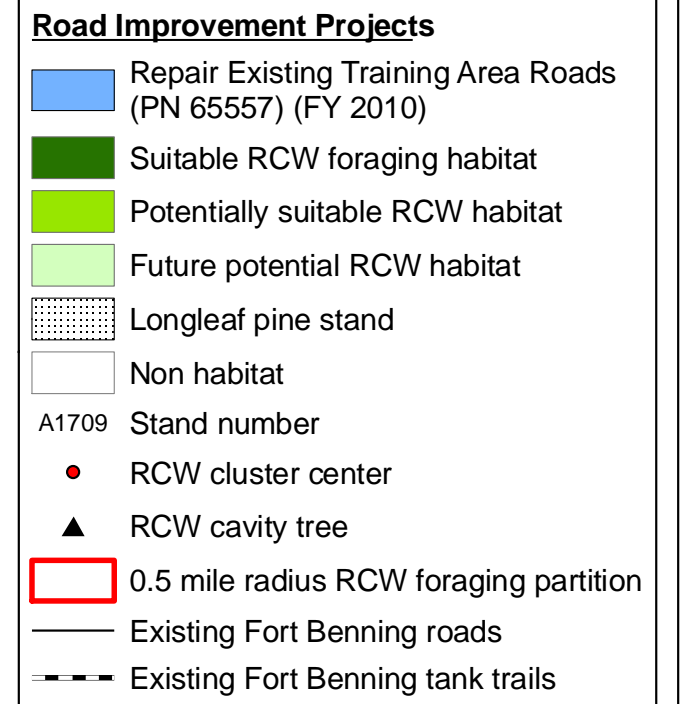 Road Improvement Projects
Repair Existing Training Area Roads
(PN 65557) (FY 2010)
Suitable RCW foraging habitat
Potentially suitable RCW habitat
Future potential RCW habitat
Longleaf pine stand
Non habitat
A1709 Stand number
RCW cluster center
RCW cavity tree
0.5 mile radius RCW foraging partition
Existing Fort Benning roads
Existing Fort Benning tank trails